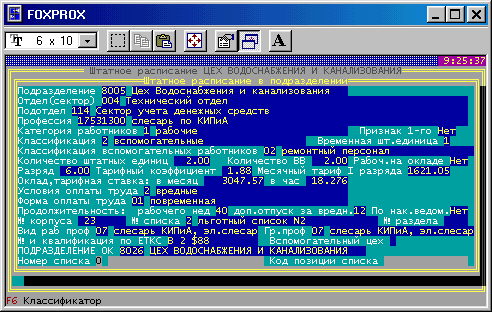 FOXPROX
6 x 10
9:25:37
Штатное расписание ЦЕХ ВОДОСНАБЖЕНИЯ И КАНАЛИЗОВАНИЯ
Штатное расписание в подразделении
Подразделение 8005 Цех Водоснабжения и канализования
Отдел(сектор) 004 Технический отдел
Подотдел 114 Сектор учета денежных средств
Профессия 17531300 слесарь по КИПиА
Категория работников 1 рабочие Признак 1-го Нет
Классификация 2 вспомогательные Временная шт.единица 1
Классификация вспомогательных работников 02 ремонтный персонал
Количество штатных единиц 2.00 Количество ВВ 2.00 Рабоч.на окладе Нет
Разряд 6.00 Тарифный коэффициент 1.88 Месячный тариф I разряда 1621.05
Оклад,тарифная ставка: в месяц 3047.57 в час 18.276
Условия оплаты труда 2 вредные
Форма оплаты труда 01 повременная
Продолжительность: рабочего нед 40 доп.отпуск за вредн.12 По нак.ведом.Нет
№ корпуса 23 № списка 2 льготный список N2 № раздела
Вид раб проф 07 слесарь КИПиА, эл.слесар Гр.проф 07 слесарь КИПиА, эл.слесар
№ и квалификация по ЕТКС В 2 $88 Вспомогательный цех
ПОДРАЗДЕЛЕНИЕ ОК 8026 ЦЕХ ВОДОСНАБЖЕНИЯ И КАНАЛИЗОВАНИЯ
Номер списка 0 Код позиции списка
F6 Классификатор